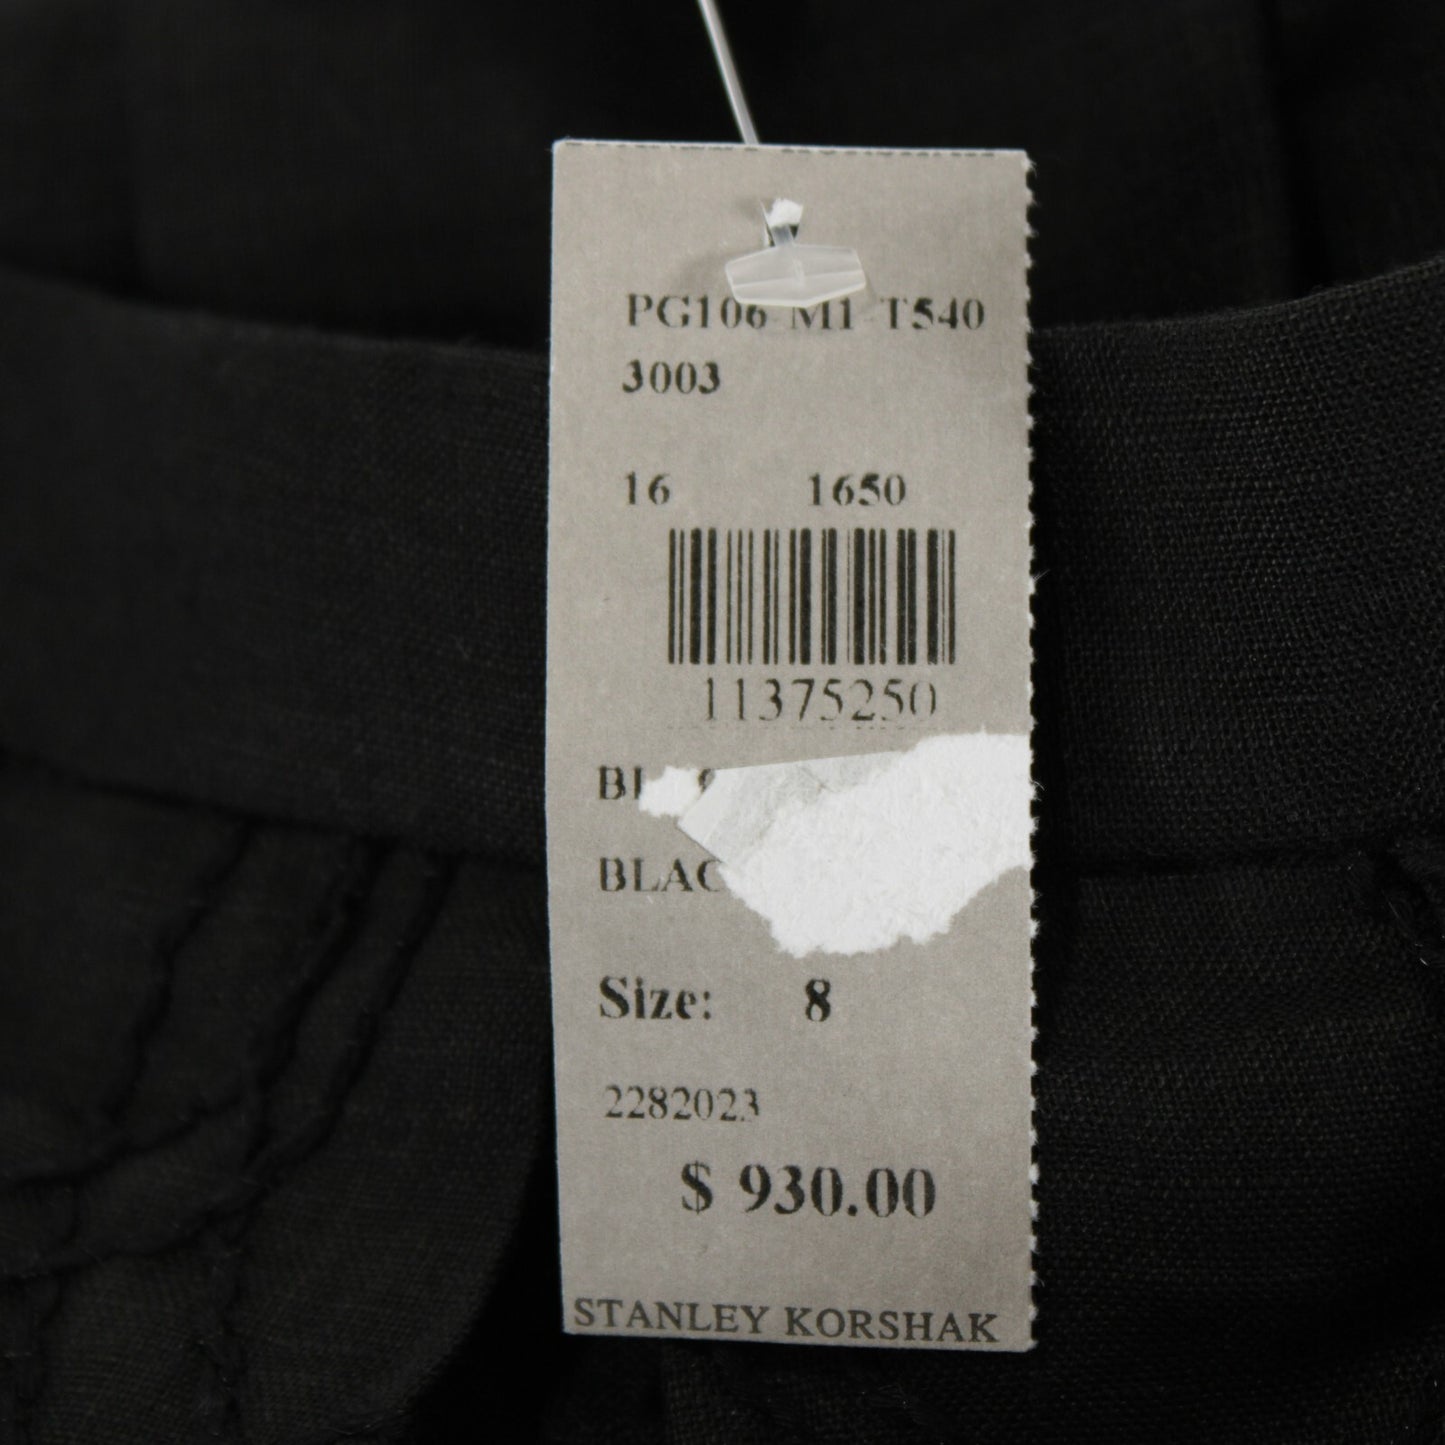 PG106 M1 T540
3003
16 1650
11375250
BLAC
Size: 8
2282023
$ 930.00
STANLEY KORSHAK